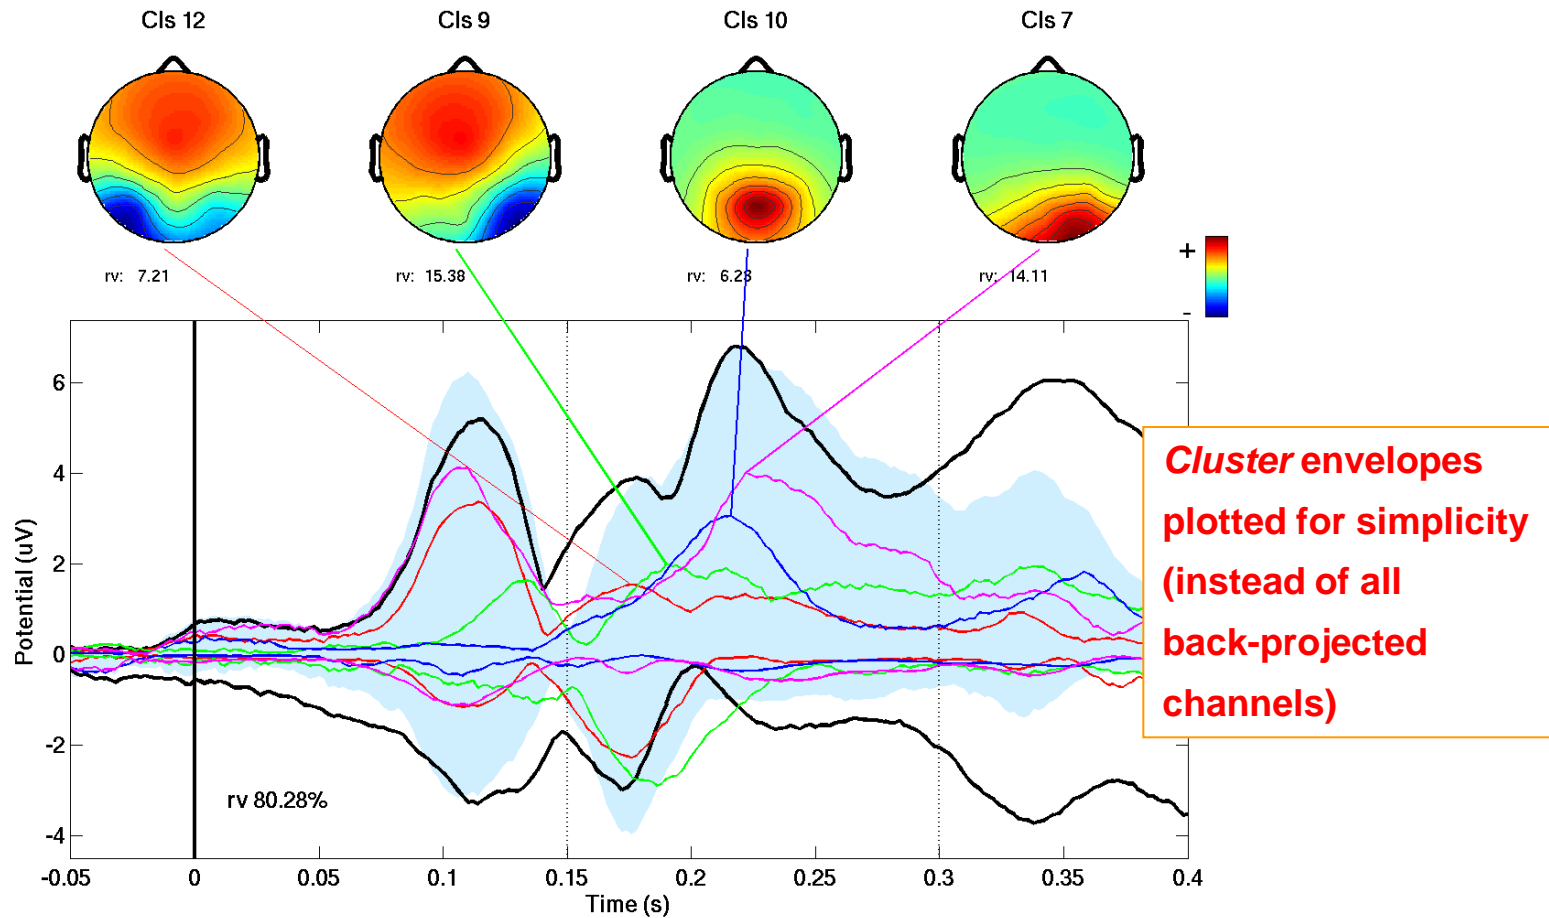 Cls 12 Cls 9 Cls 10 Cls 7
rv: 7.21 rv: 15.38 rv: 6.23 rv: 14.11
+
-
6
4
2
0
-2
-4
Potential (uV)
rv 80.28%
-0.05 0 0.05 0.1 0.15 0.2 0.25 0.3 0.35 0.4
Time (s)
Cluster envelopes
plotted for simplicity
(instead of all
back-projected
channels)